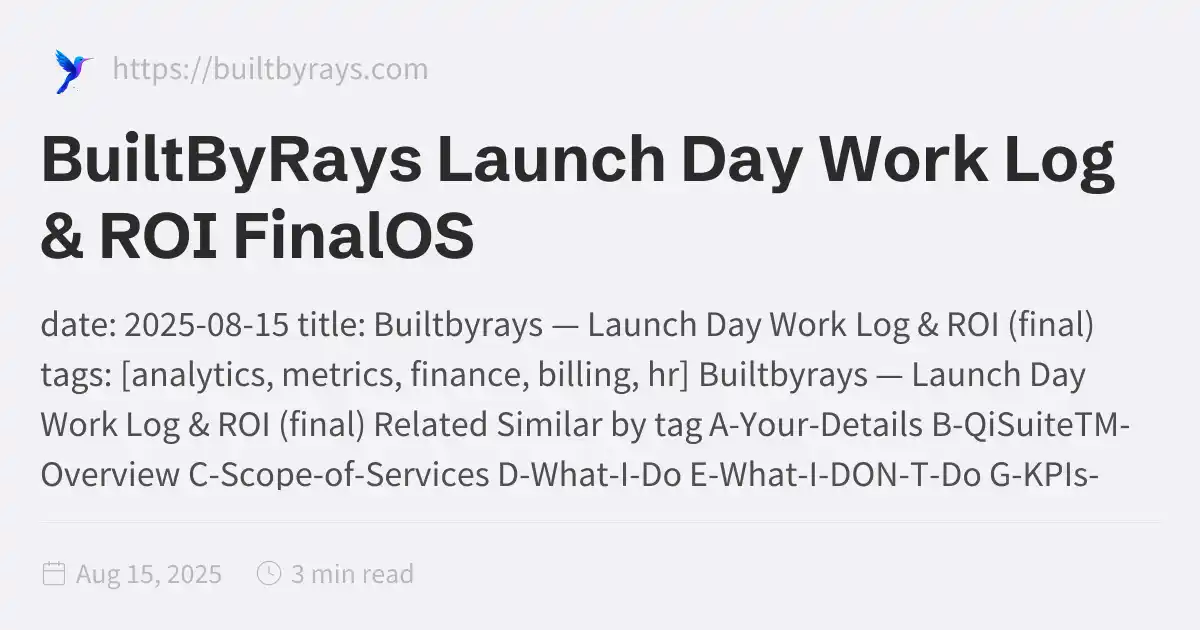 https://builtbyrays.com
BuiltByRays Launch Day Work Log
& ROI FinalOS
date: 2025-08-15 title: Builtbyrays — Launch Day Work Log & ROI (final)
tags: [analytics, metrics, finance, billing, hr] Builtbyrays — Launch Day
Work Log & ROI (final) Related Similar by tag A-Your-Details B-QiSuiteTM-
Overview C-Scope-of-Services D-What-I-Do E-What-I-DON-T-Do G-KPIs-
Aug 15, 2025 3 min read